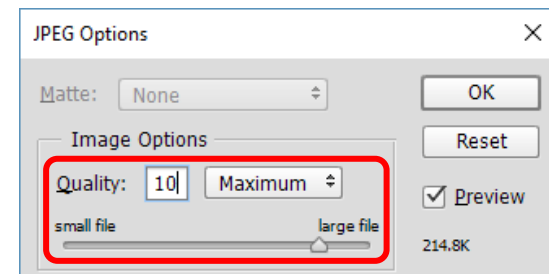 JPEG Options
Matte: None
OK
Image Options
Reset
Quality: 10 Maximum
Preview
small file large file
214.8K